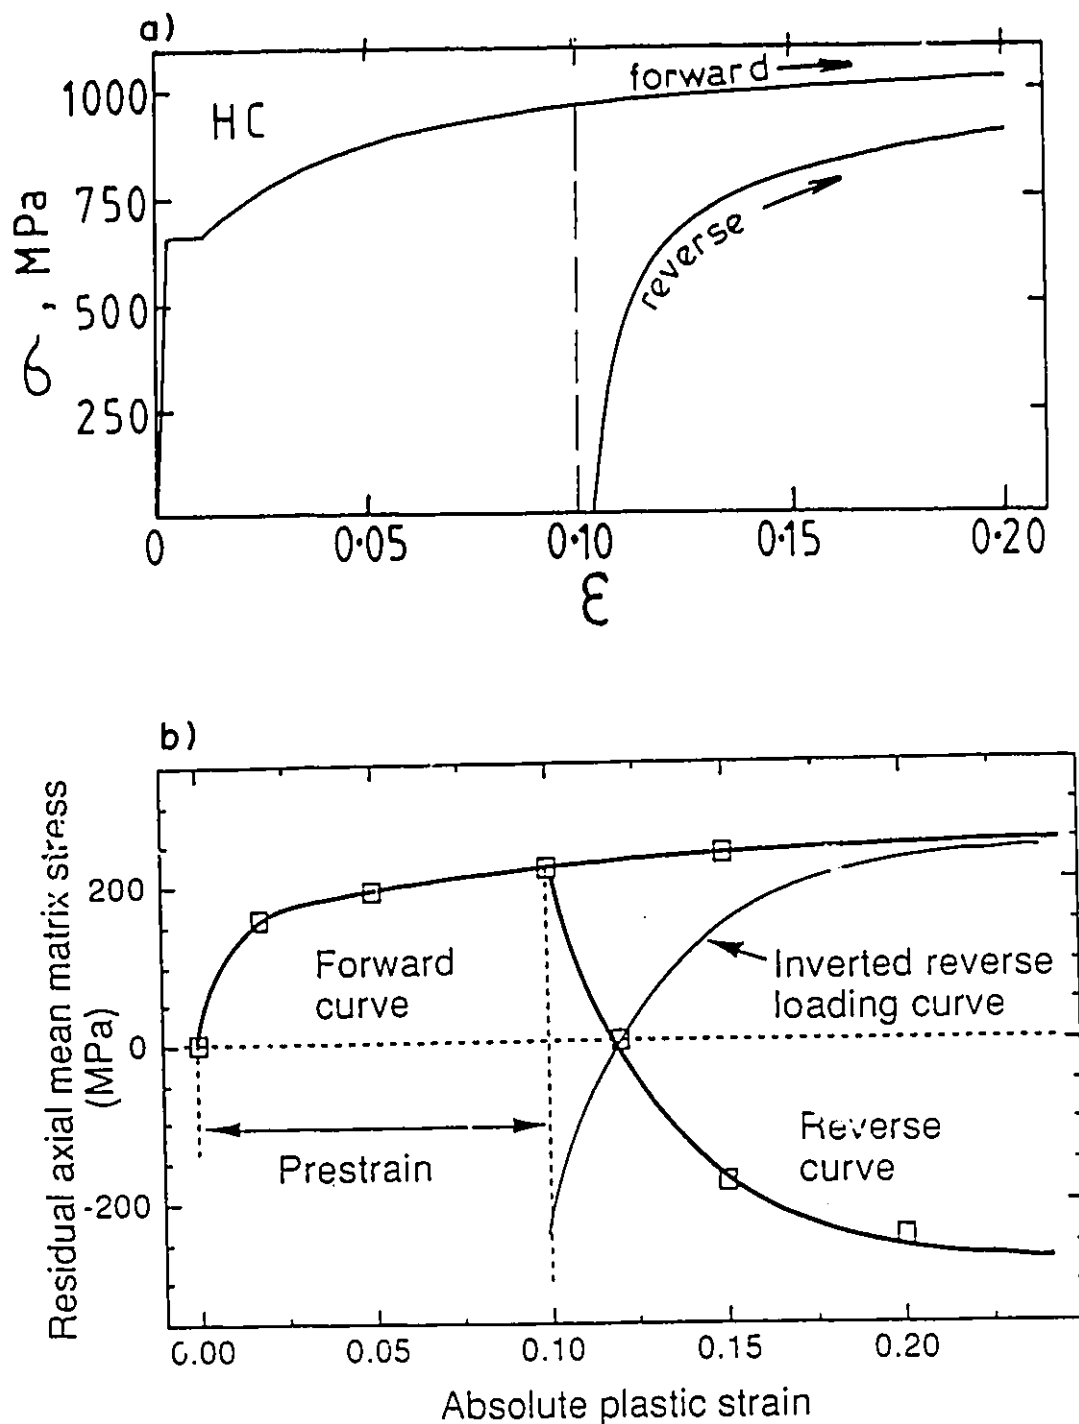 a)
1000
750
500
250
σ, MPa
HC
forward
reverse
0
0.05
0.10
0.15
0.20
ε
b)
Residual axial mean matrix stress
(MPa)
200
0
-200
Forward
curve
Inverted reverse
loading curve
Prestrain
Reverse
curve
0.00
0.05
0.10
0.15
0.20
Absolute plastic strain